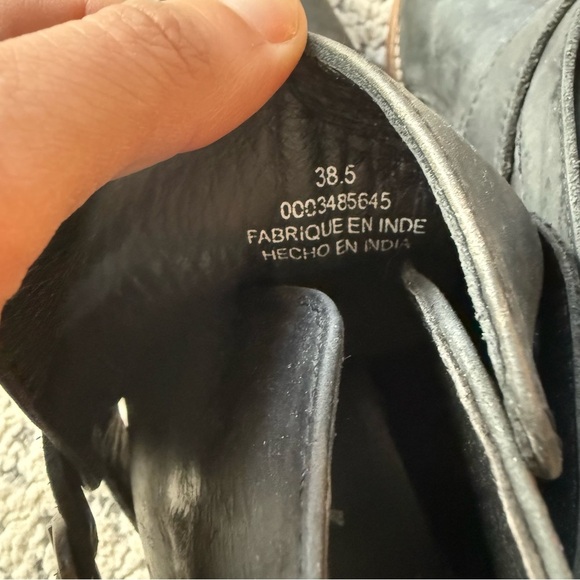 38.5
0003485645
FABRIQUE EN INDE
HECHO EN INDIA